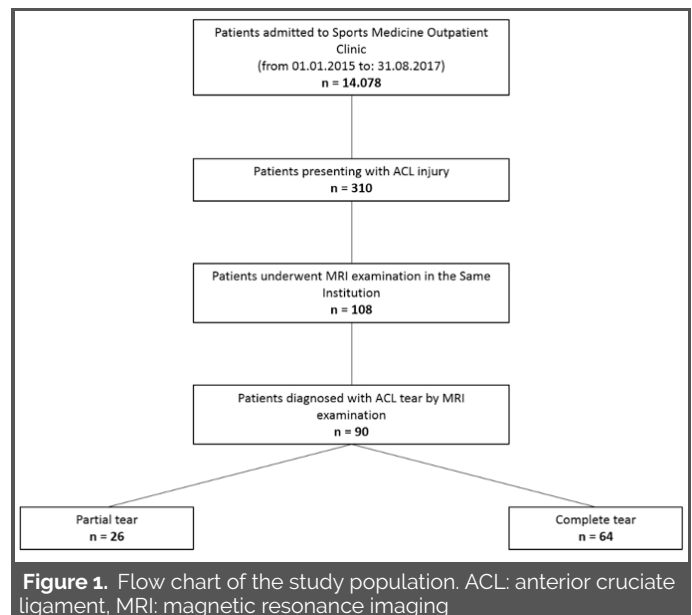 Patients admitted to Sports Medicine Outpatient
Clinic
(from 01.01.2015 to: 31.08.2017)
n = 14.078
Patients presenting with ACL injury
n = 310
Patients underwent MRI examination in the Same
Institution
n = 108
Patients diagnosed with ACL tear by MRI
examination
n = 90
Partial tear
n = 26
Complete tear
n = 64
Figure 1. Flow chart of the study population. ACL: anterior cruciate
ligament, MRI: magnetic resonance imaging